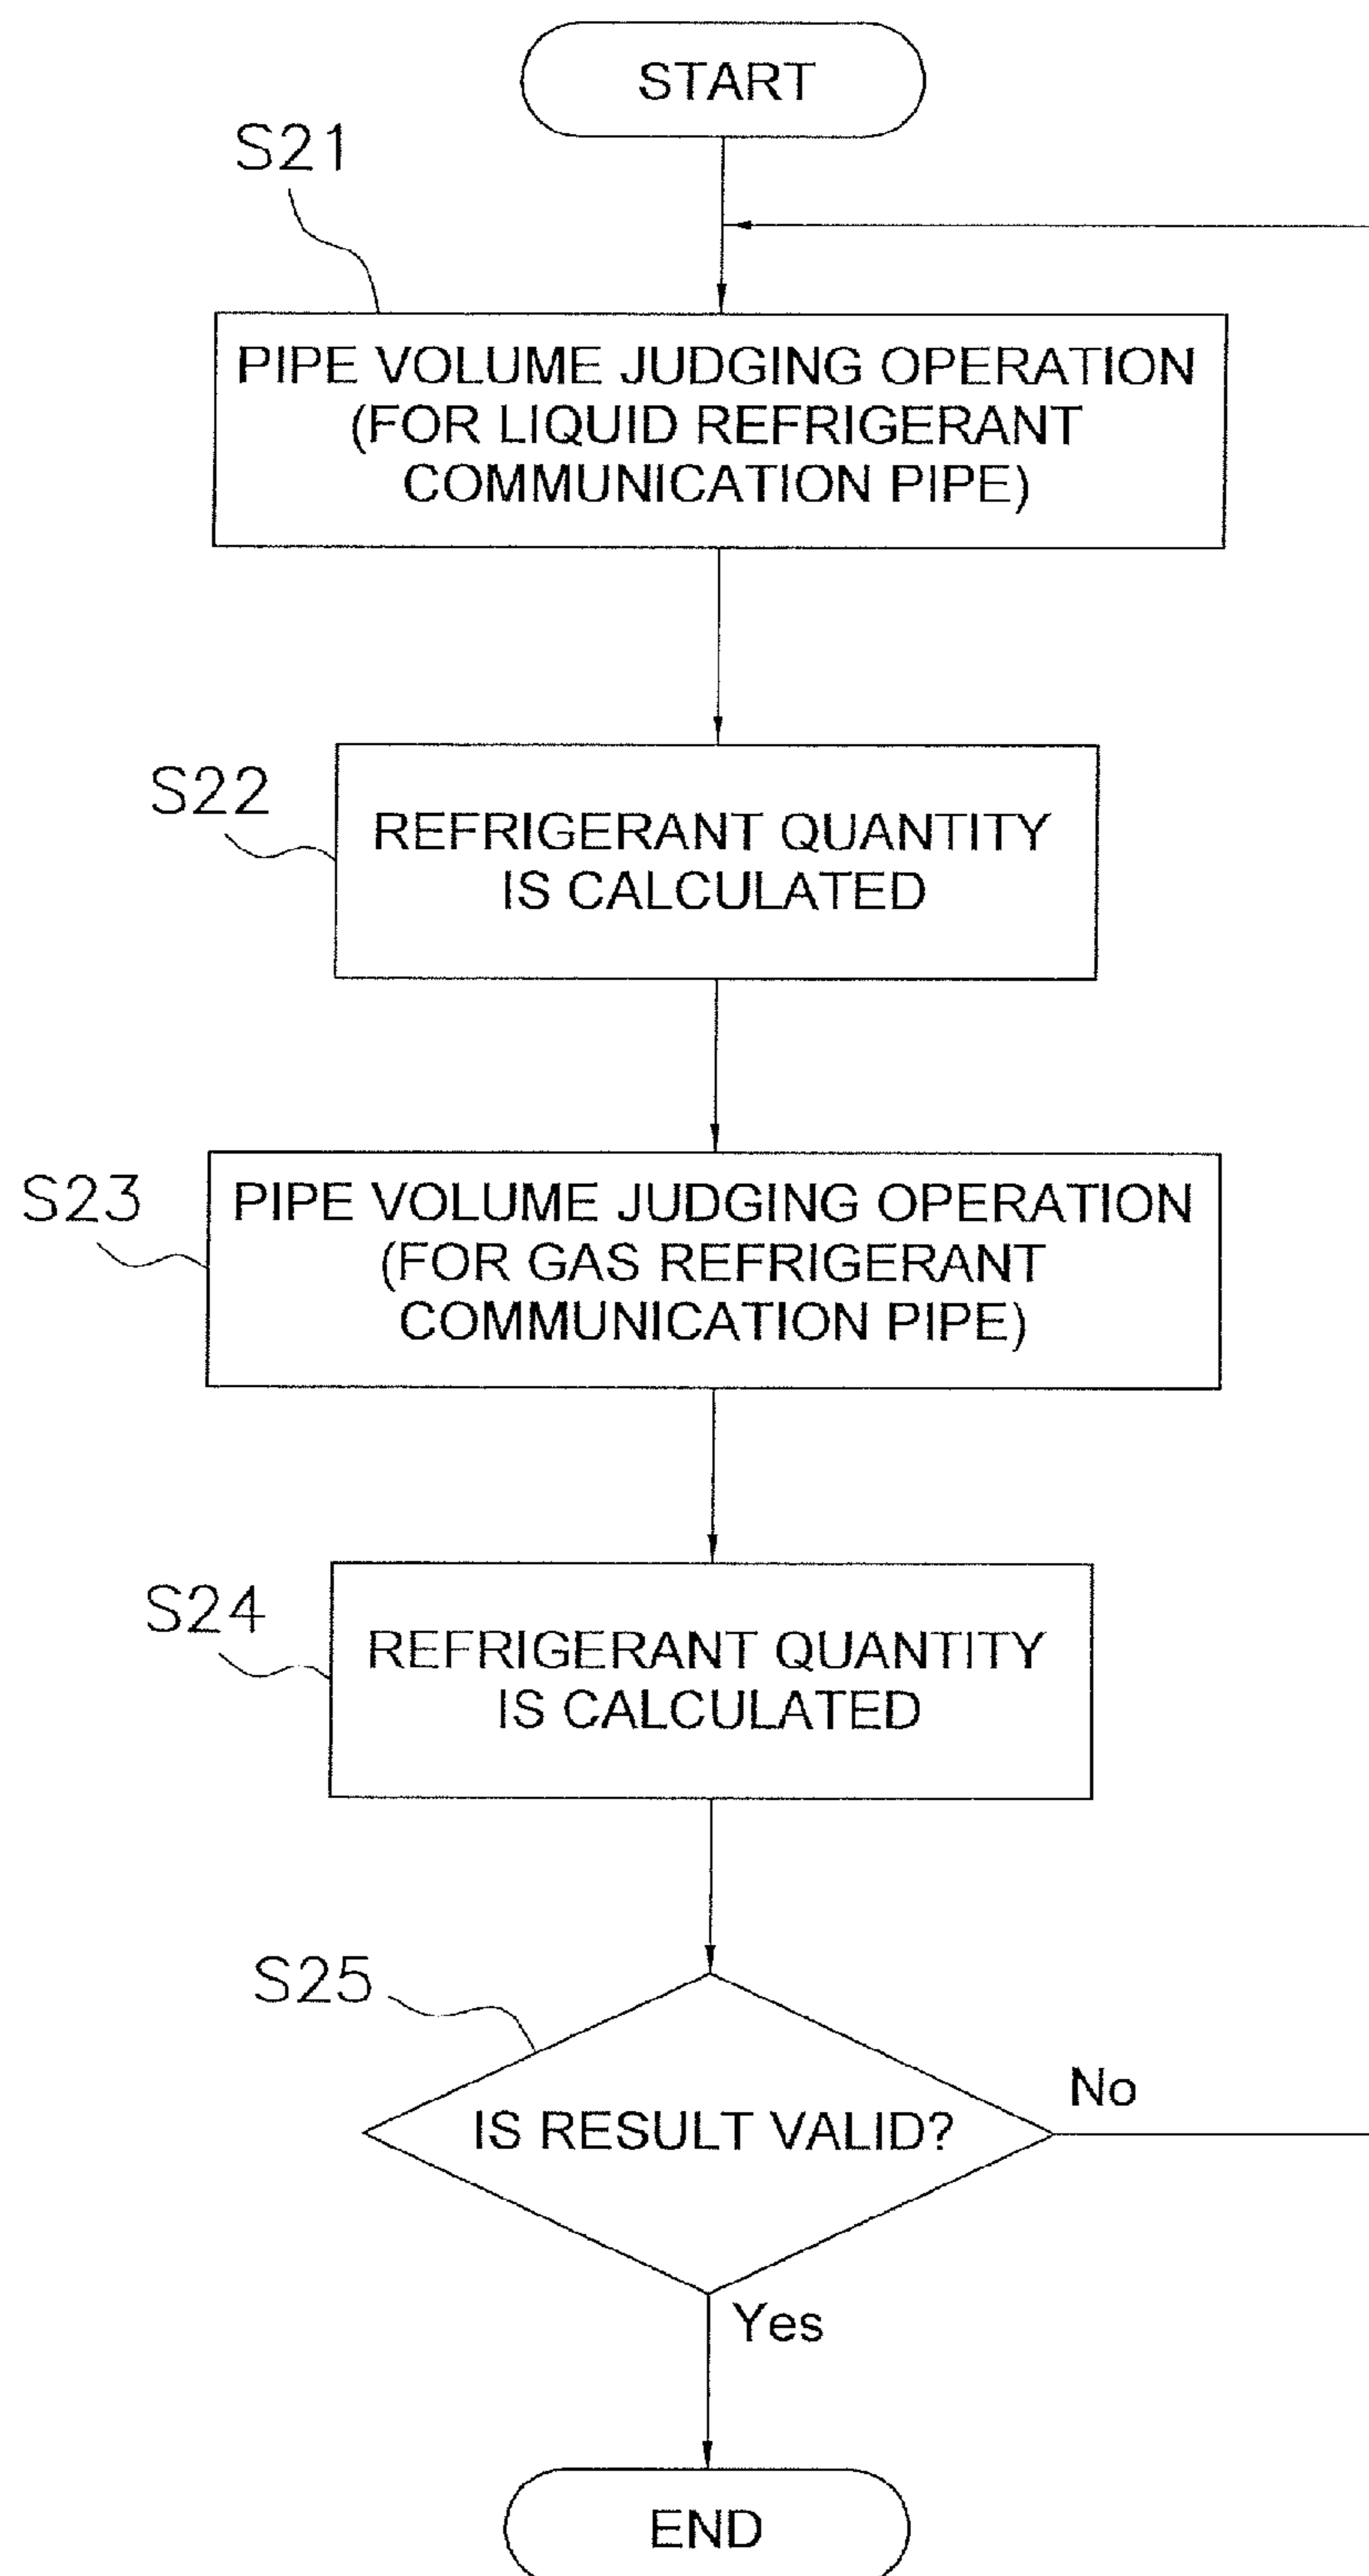 START
S21
PIPE VOLUME JUDGING OPERATION
(FOR LIQUID REFRIGERANT
COMMUNICATION PIPE)
S22
REFRIGERANT QUANTITY
IS CALCULATED
S23
PIPE VOLUME JUDGING OPERATION
(FOR GAS REFRIGERANT
COMMUNICATION PIPE)
S24
REFRIGERANT QUANTITY
IS CALCULATED
S25
IS RESULT VALID?
No
Yes
END